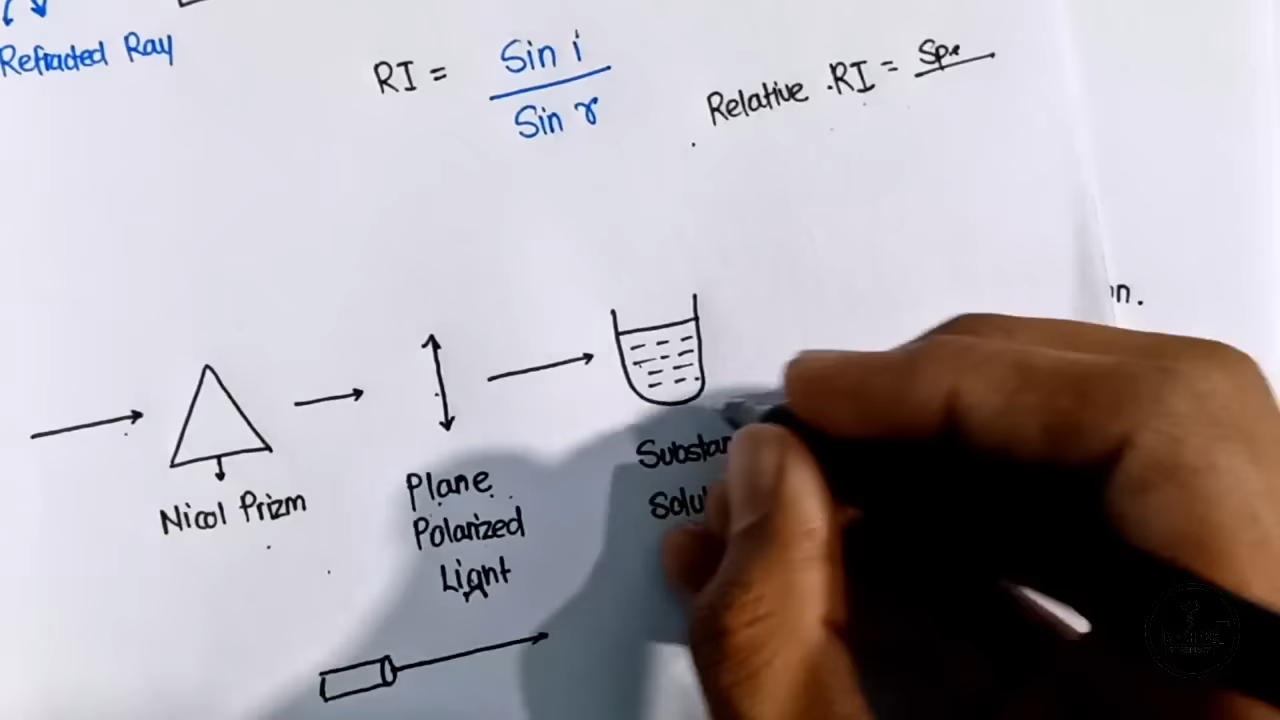 Refracted Ray
RI = Sin i
Sin r
Relative .RI =
Nicol Prizm
Plane
Polarized
Light